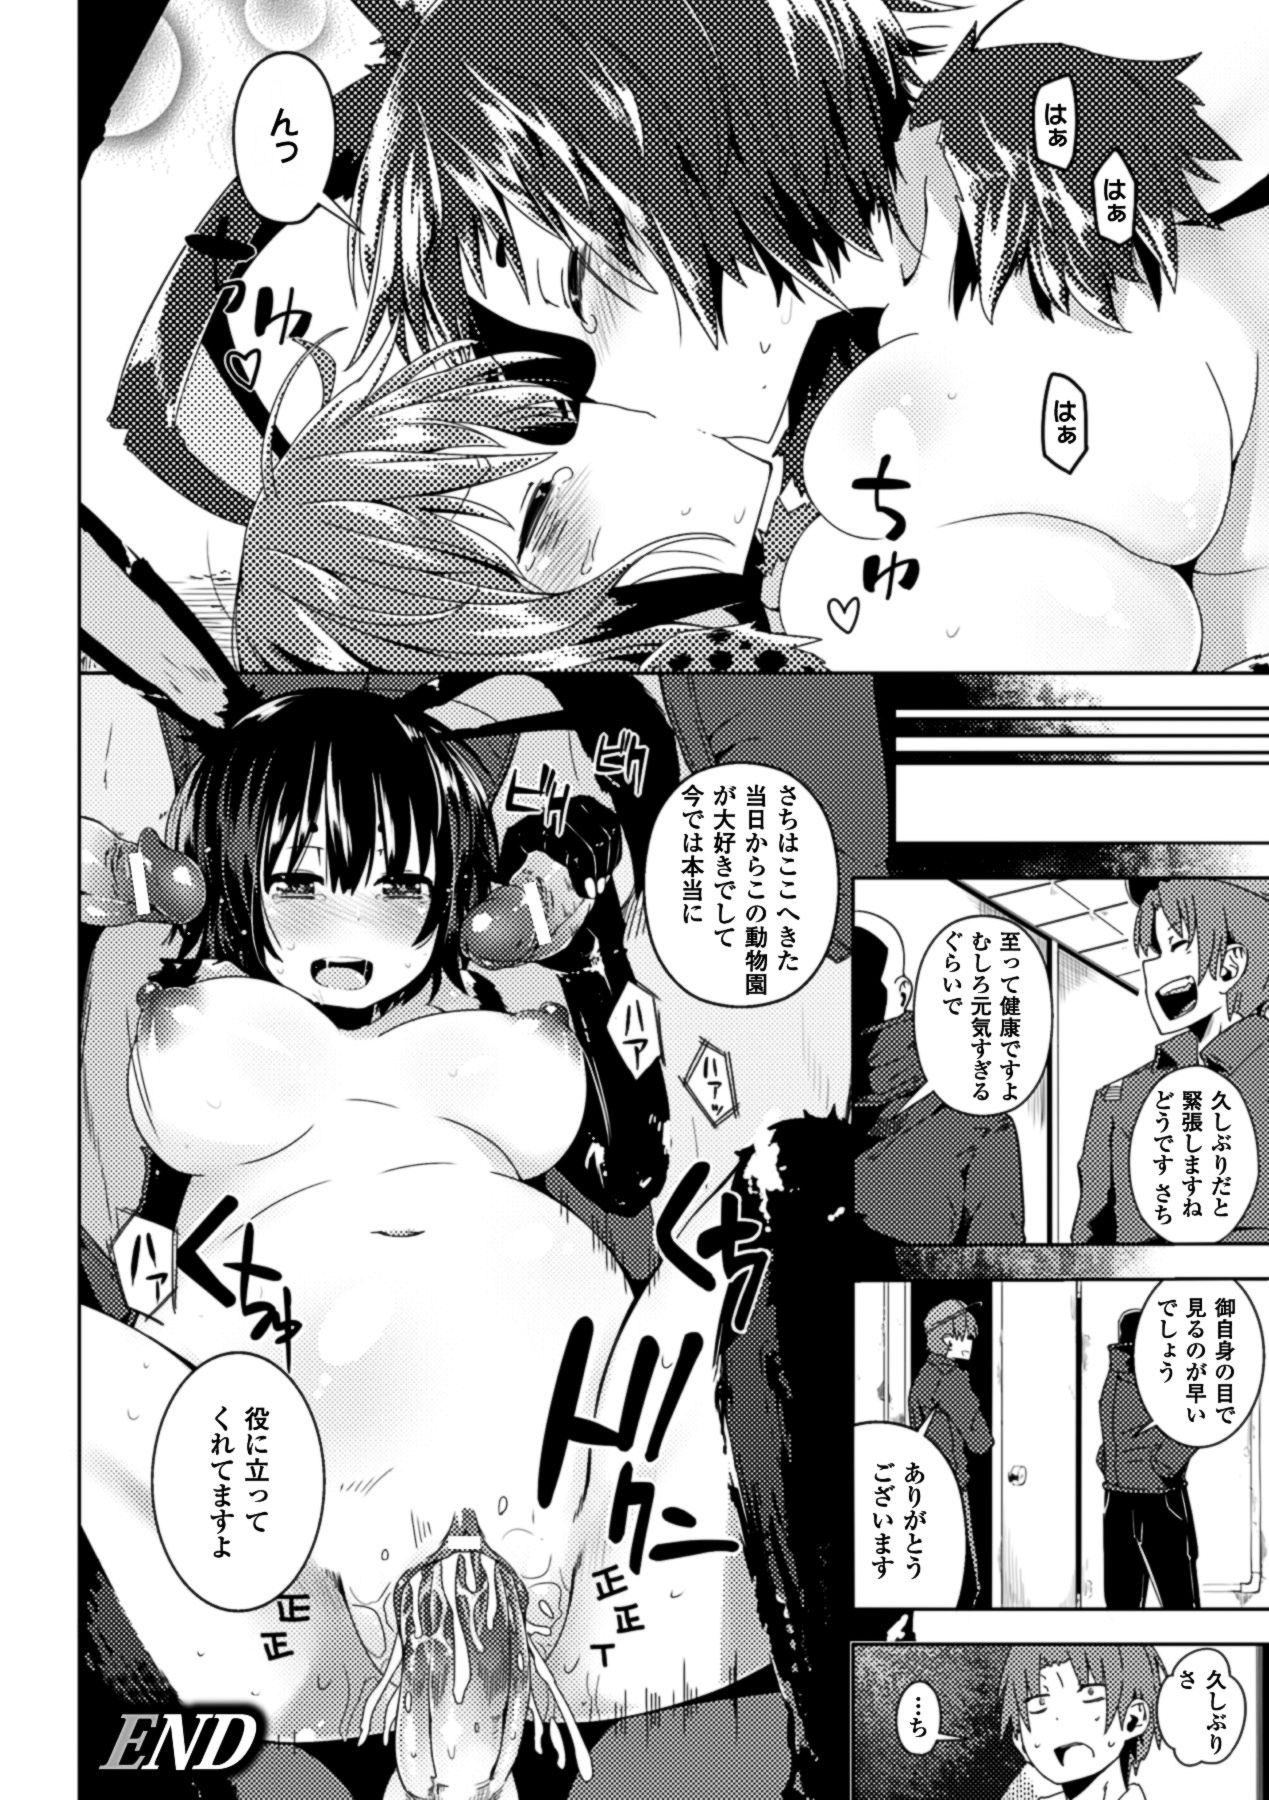 はぁ
はぁ
はぁ
んっ
ちゅ
ちゅ
久しぶりだと
緊張しますね
どうです さち
至って健康ですよ
むしろ元気すぎる
ぐらいで
御自身の目で
見るのが早い
でしょう
ありがとう
ございます
久しぶり
さ
…ち
さちはここへきた
当日からこの動物園
が大好きでして
今では本当に
役に立って
くれてますよ
ビク
ビク
ハァ
ハァッ
ハァ
くち
くちゅ
ドクン
正
正
T
正
正
END